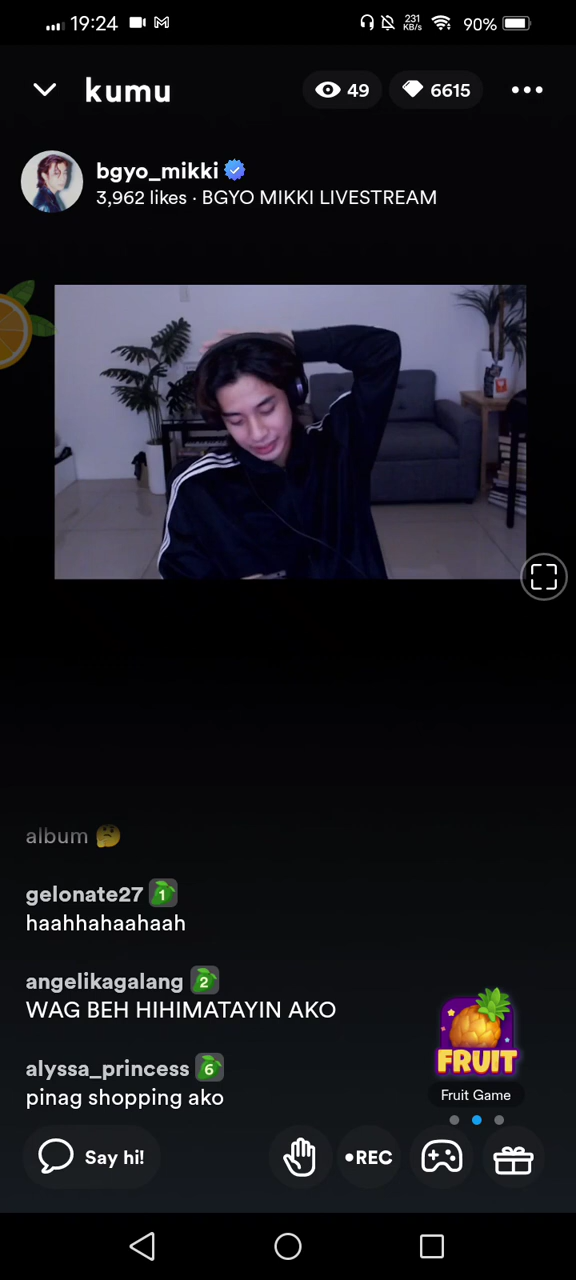 19:24
231
KB/s
90%
kumu
49
6615
bgyo_mikki
3,962 likes · BGYO MIKKI LIVESTREAM
album 🤔
gelonate27 1
haahhahaahaah
angelikagalang 2
WAG BEH HIHIMATAYIN AKO
alyssa_princess 6
pinag shopping ako
FRUIT
Fruit Game
Say hi!
•REC